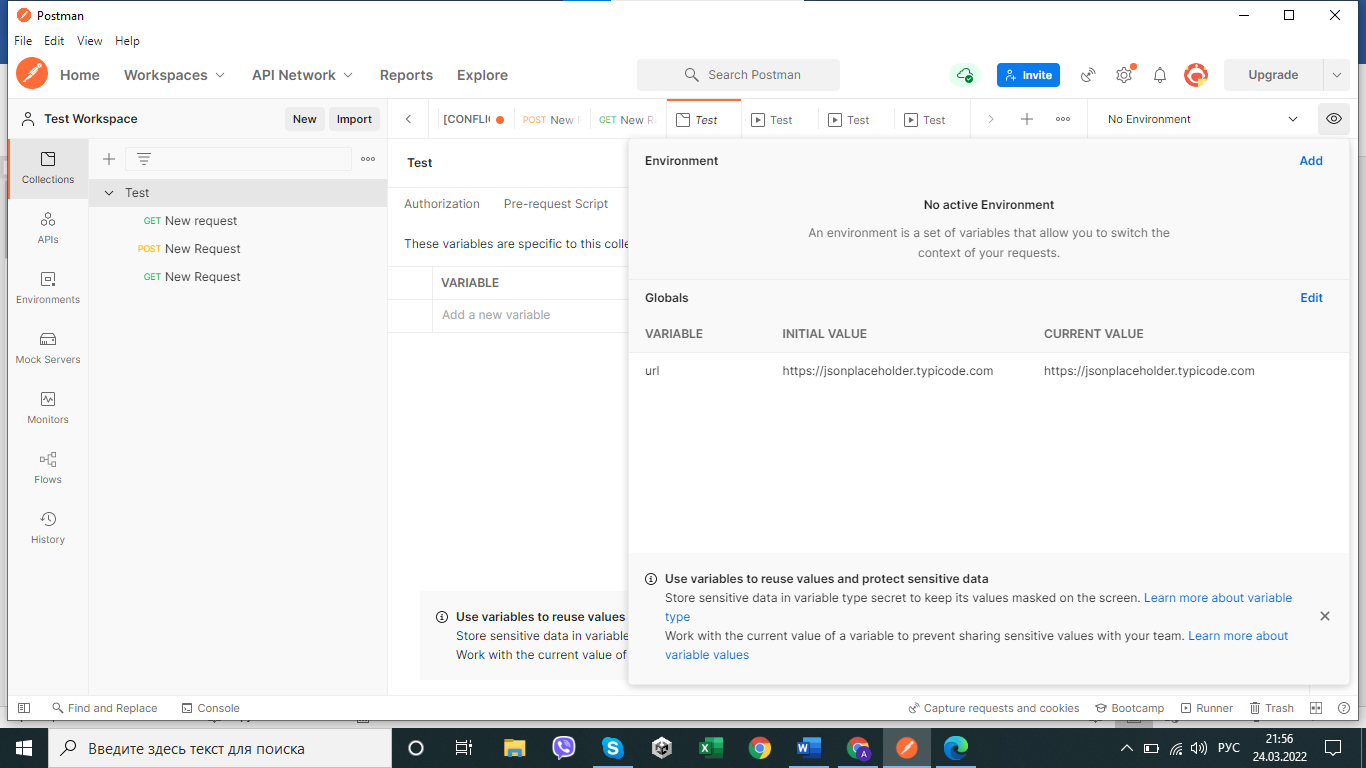 Postman
File Edit View Help
Home Workspaces API Network Reports Explore
Search Postman
Invite
Upgrade
Test Workspace
New
Import
[CONFLI
POST New
GET New R
Test
Test
Test
Test
No Environment
Collections
APIs
Environments
Mock Servers
Monitors
Flows
History
Test
GET New request
POST New Request
GET New Request
Test
Authorization Pre-request Script
These variables are specific to this colle
VARIABLE
Add a new variable
Use variables to reuse values
Store sensitive data in variable
Work with the current value of
Environment
Add
No active Environment
An environment is a set of variables that allow you to switch the
context of your requests.
Globals
Edit
VARIABLE INITIAL VALUE CURRENT VALUE
url https://jsonplaceholder.typicode.com https://jsonplaceholder.typicode.com
Use variables to reuse values and protect sensitive data
Store sensitive data in variable type secret to keep its values masked on the screen. Learn more about variable
type
Work with the current value of a variable to prevent sharing sensitive values with your team. Learn more about
variable values
Find and Replace Console
Capture requests and cookies Bootcamp Runner Trash
Введите здесь текст для поиска
РУС
21:56
24.03.2022